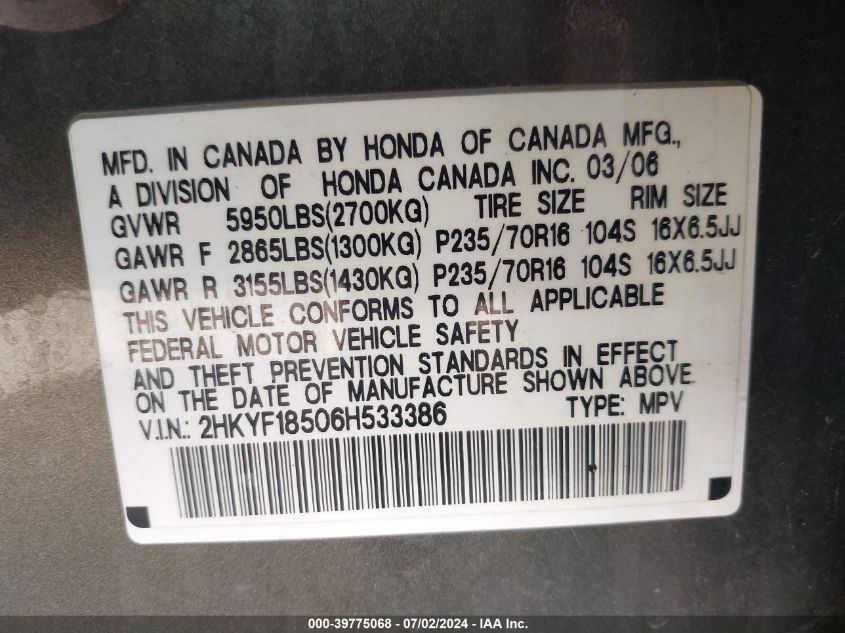 MFD. IN CANADA BY HONDA OF CANADA MFG.,
A DIVISION OF HONDA CANADA INC. 03/06
GVWR 5950LBS(2700KG) TIRE SIZE RIM SIZE
GAWR F 2865LBS(1300KG) P235/70R16 104S 16X6.5JJ
GAWR R 3155LBS(1430KG) P235/70R16 104S 16X6.5JJ
THIS VEHICLE CONFORMS TO ALL APPLICABLE
FEDERAL MOTOR VEHICLE SAFETY
AND THEFT PREVENTION STANDARDS IN EFFECT
ON THE DATE OF MANUFACTURE SHOWN ABOVE.
V.I.N.: 2HKYF18506H533386 TYPE: MPV
000-39775068 - 07/02/2024 - IAA Inc.